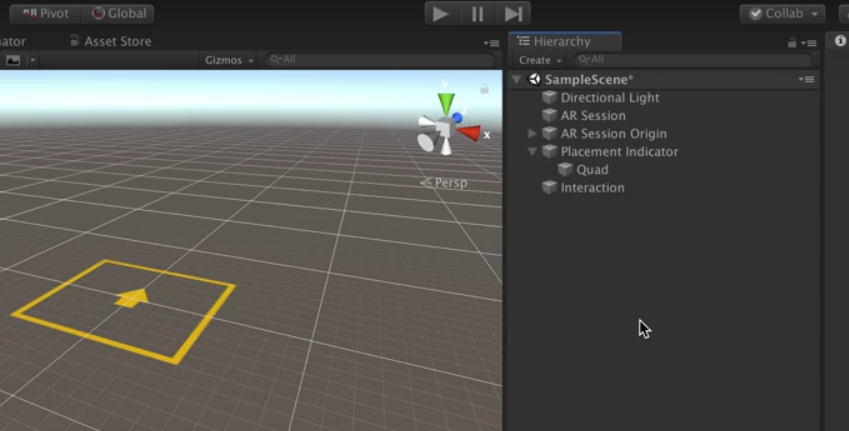 Pivot Global Collab
ator Asset Store Hierarchy
Gizmos All Create All
SampleScene*
Directional Light
AR Session
AR Session Origin
Placement Indicator
Quad
Interaction
y
x
Persp